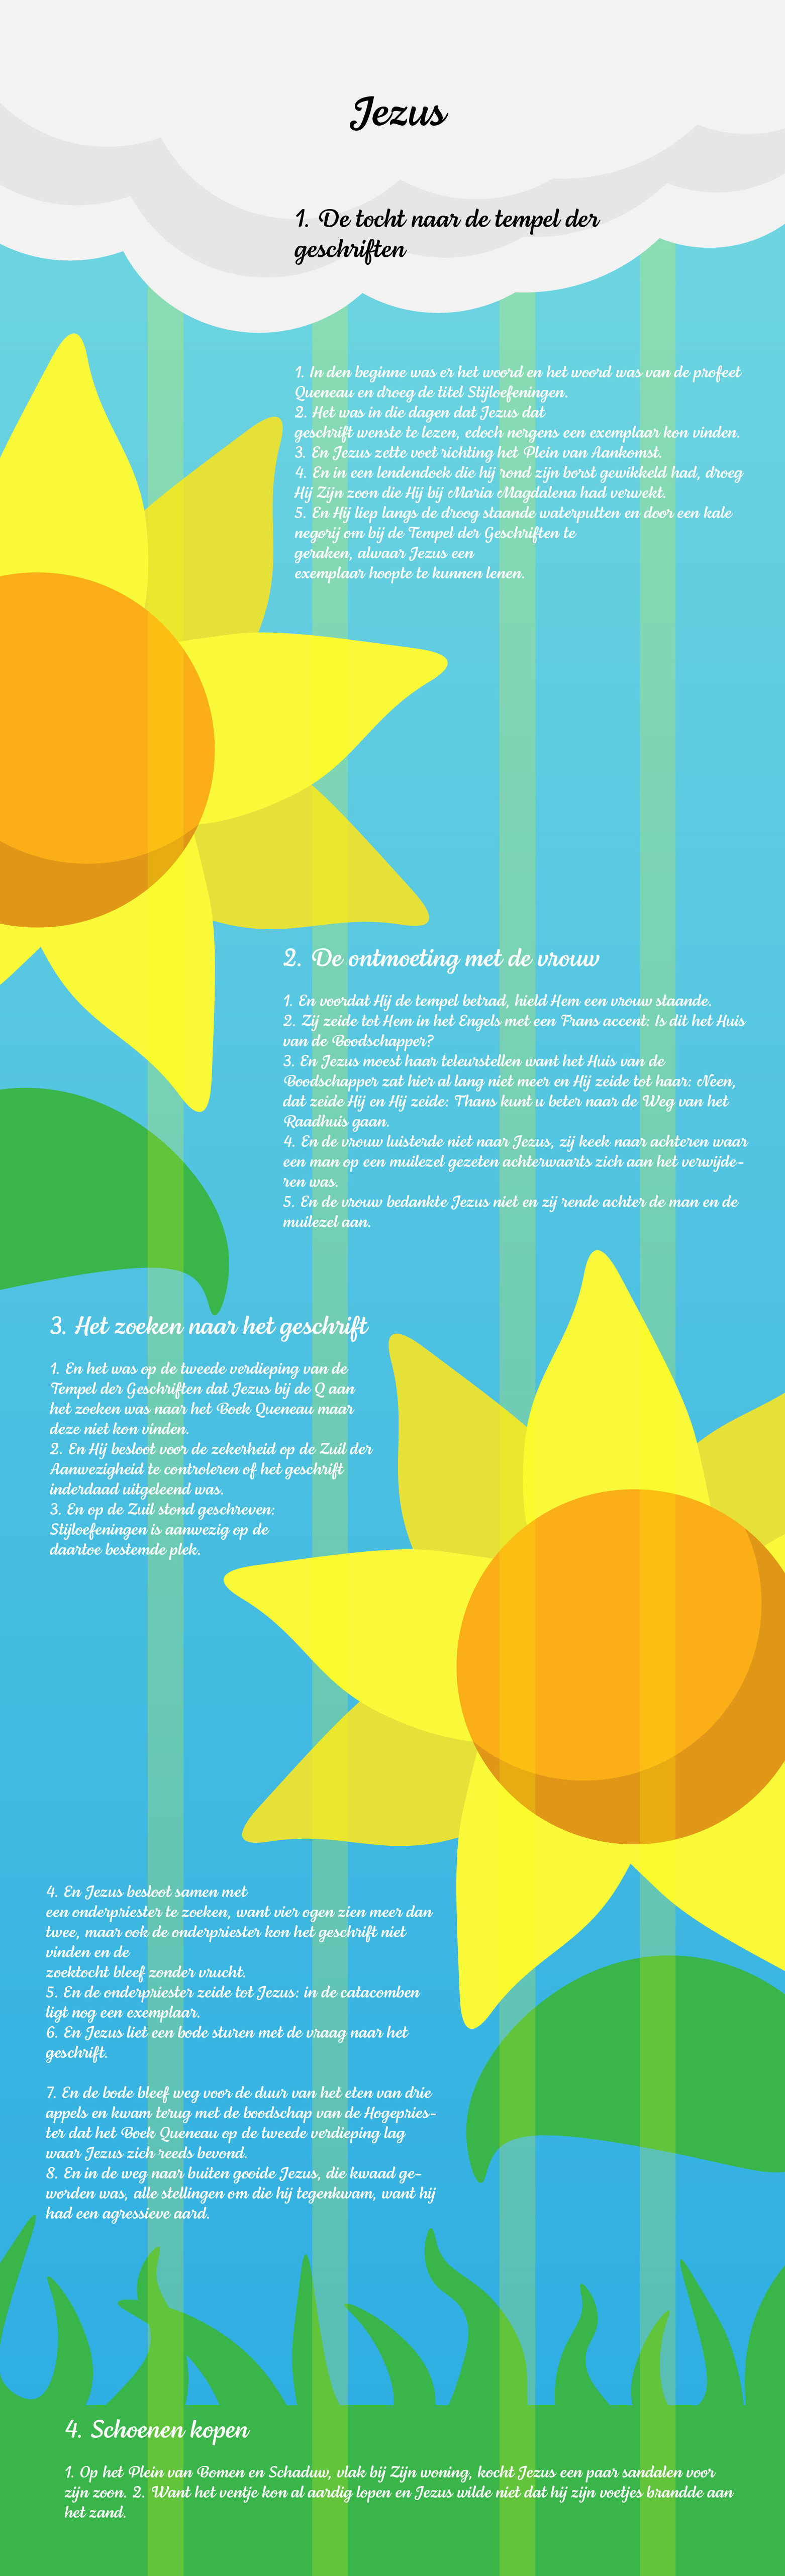 Jezus
1. De tocht naar de tempel der
geschriften
1. In den beginne was er het woord en het woord was van de profeet
Queneau en droeg de titel Stijloefeningen.
2. Het was in die dagen dat Jezus dat
geschrift wenste te lezen, edoch nergens een exemplaar kon vinden.
3. En Jezus zette voet richting het Plein van Aankomst.
4. En in een lendendoek die hij rond zijn borst gewikkeld had, droeg
Hij Zijn zoon die Hij bij Maria Magdalena had verwekt.
5. En Hij liep langs de droog staande waterputten en door een kale
negorij om bij de Tempel der Geschriften te
geraken, alwaar Jezus een
exemplaar hoopte te kunnen lenen.
2. De ontmoeting met de vrouw
1. En voordat Hij de tempel betrad, hield Hem een vrouw staande.
2. Zij zeide tot Hem in het Engels met een Frans accent: Is dit het Huis
van de Boodschapper?
3. En Jezus moest haar teleurstellen want het Huis van de
Boodschapper zat hier al lang niet meer en Hij zeide tot haar: Neen,
dat zeide Hij en Hij zeide: Thans kunt u beter naar de Weg van het
Raadhuis gaan.
4. En de vrouw luisterde niet naar Jezus, zij keek naar achteren waar
een man op een muilezel gezeten achterwaarts zich aan het verwijde-
ren was.
5. En de vrouw bedankte Jezus niet en zij rende achter de man en de
muilezel aan.
3. Het zoeken naar het geschrift
1. En het was op de tweede verdieping van de
Tempel der Geschriften dat Jezus bij de Q aan
het zoeken was naar het Boek Queneau maar
deze niet kon vinden.
2. En Hij besloot voor de zekerheid op de Zuil der
Aanwezigheid te controleren of het geschrift
inderdaad uitgeleend was.
3. En op de Zuil stond geschreven:
Stijloefeningen is aanwezig op de
daartoe bestemde plek.
4. En Jezus besloot samen met
een onderpriester te zoeken, want vier ogen zien meer dan
twee, maar ook de onderpriester kon het geschrift niet
vinden en de
zoektocht bleef zonder vrucht.
5. En de onderpriester zeide tot Jezus: in de catacomben
ligt nog een exemplaar.
6. En Jezus liet een bode sturen met de vraag naar het
geschrift.
7. En de bode bleef weg voor de duur van het eten van drie
appels en kwam terug met de boodschap van de Hogepries-
ter dat het Boek Queneau op de tweede verdieping lag
waar Jezus zich reeds bevond.
8. En in de weg naar buiten gooide Jezus, die kwaad ge-
worden was, alle stellingen om die hij tegenkwam, want hij
had een agressieve aard.
4. Schoenen kopen
1. Op het Plein van Bomen en Schaduw, vlak bij Zijn woning, kocht Jezus een paar sandalen voor
zijn zoon. 2. Want het ventje kon al aardig lopen en Jezus wilde niet dat hij zijn voetjes brandde aan
het zand.